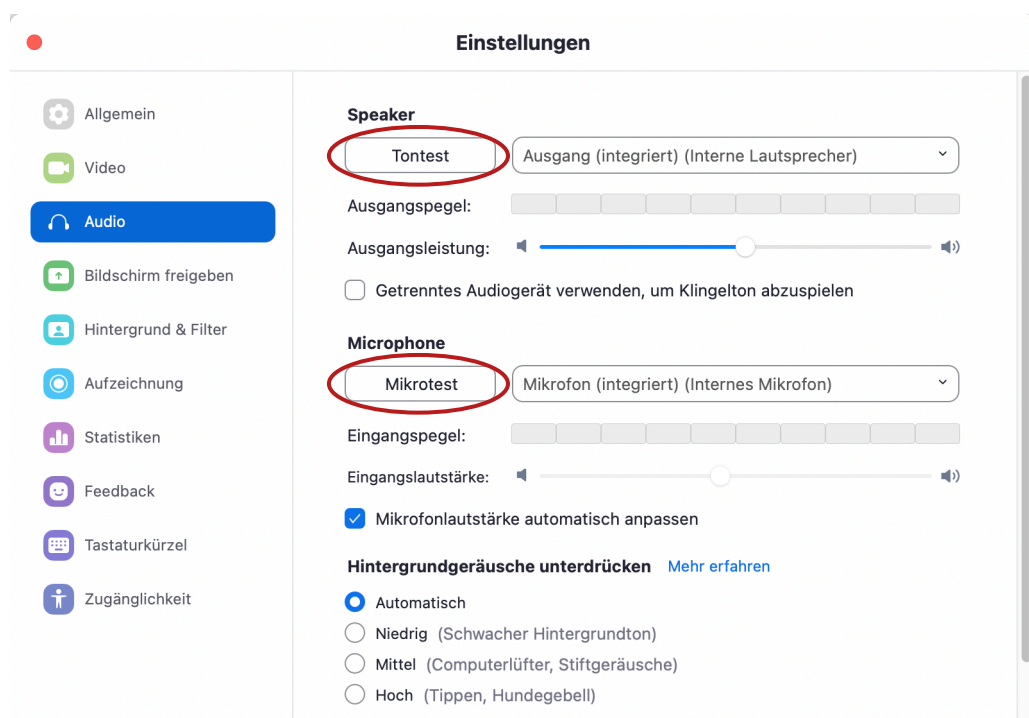 Einstellungen
Allgemein
Video
Audio
Bildschirm freigeben
Hintergrund & Filter
Aufzeichnung
Statistiken
Feedback
Tastaturkürzel
Zugänglichkeit
Speaker
Tontest
Ausgang (integriert) (Interne Lautsprecher)
Ausgangspegel:
Ausgangsleistung:
Getrenntes Audiogerät verwenden, um Klingelton abzuspielen
Microphone
Mikrotest
Mikrofon (integriert) (Internes Mikrofon)
Eingangspegel:
Eingangslautstärke:
Mikrofonlautstärke automatisch anpassen
Hintergrundgeräusche unterdrücken Mehr erfahren
Automatisch
Niedrig (Schwacher Hintergrundton)
Mittel (Computerlüfter, Stiftgeräusche)
Hoch (Tippen, Hundegebell)